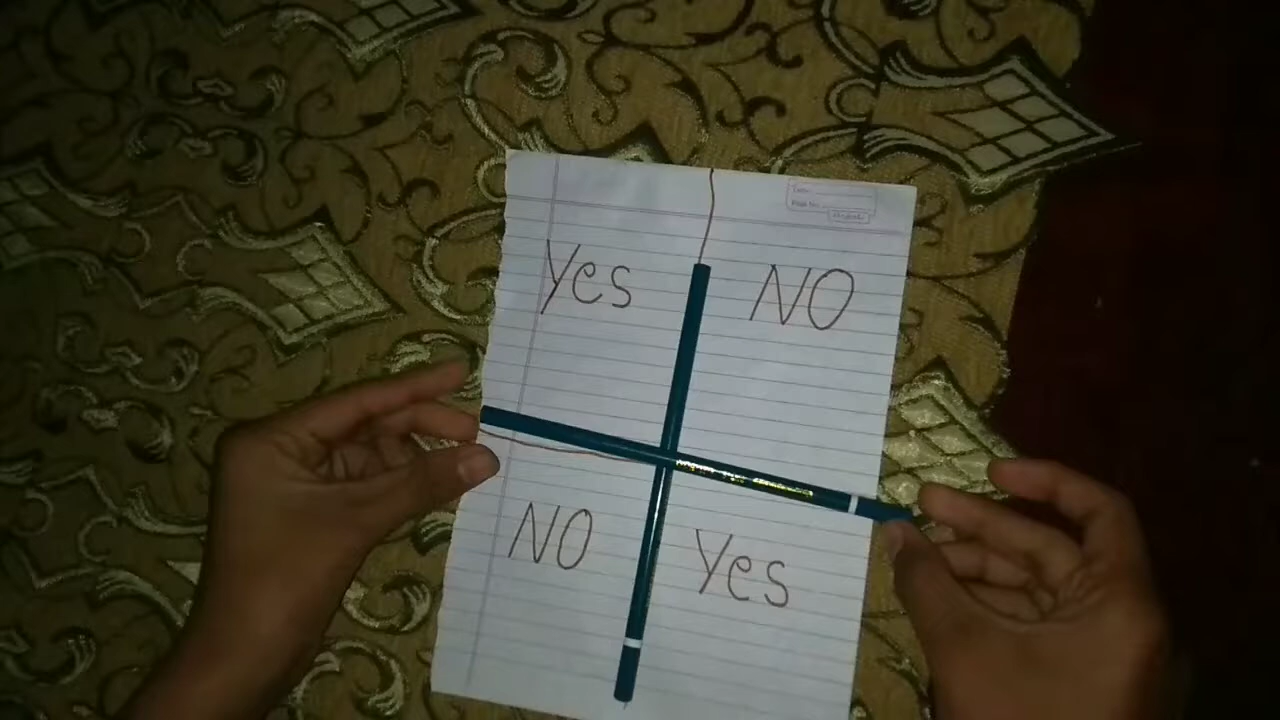 Yes NO
NO Yes